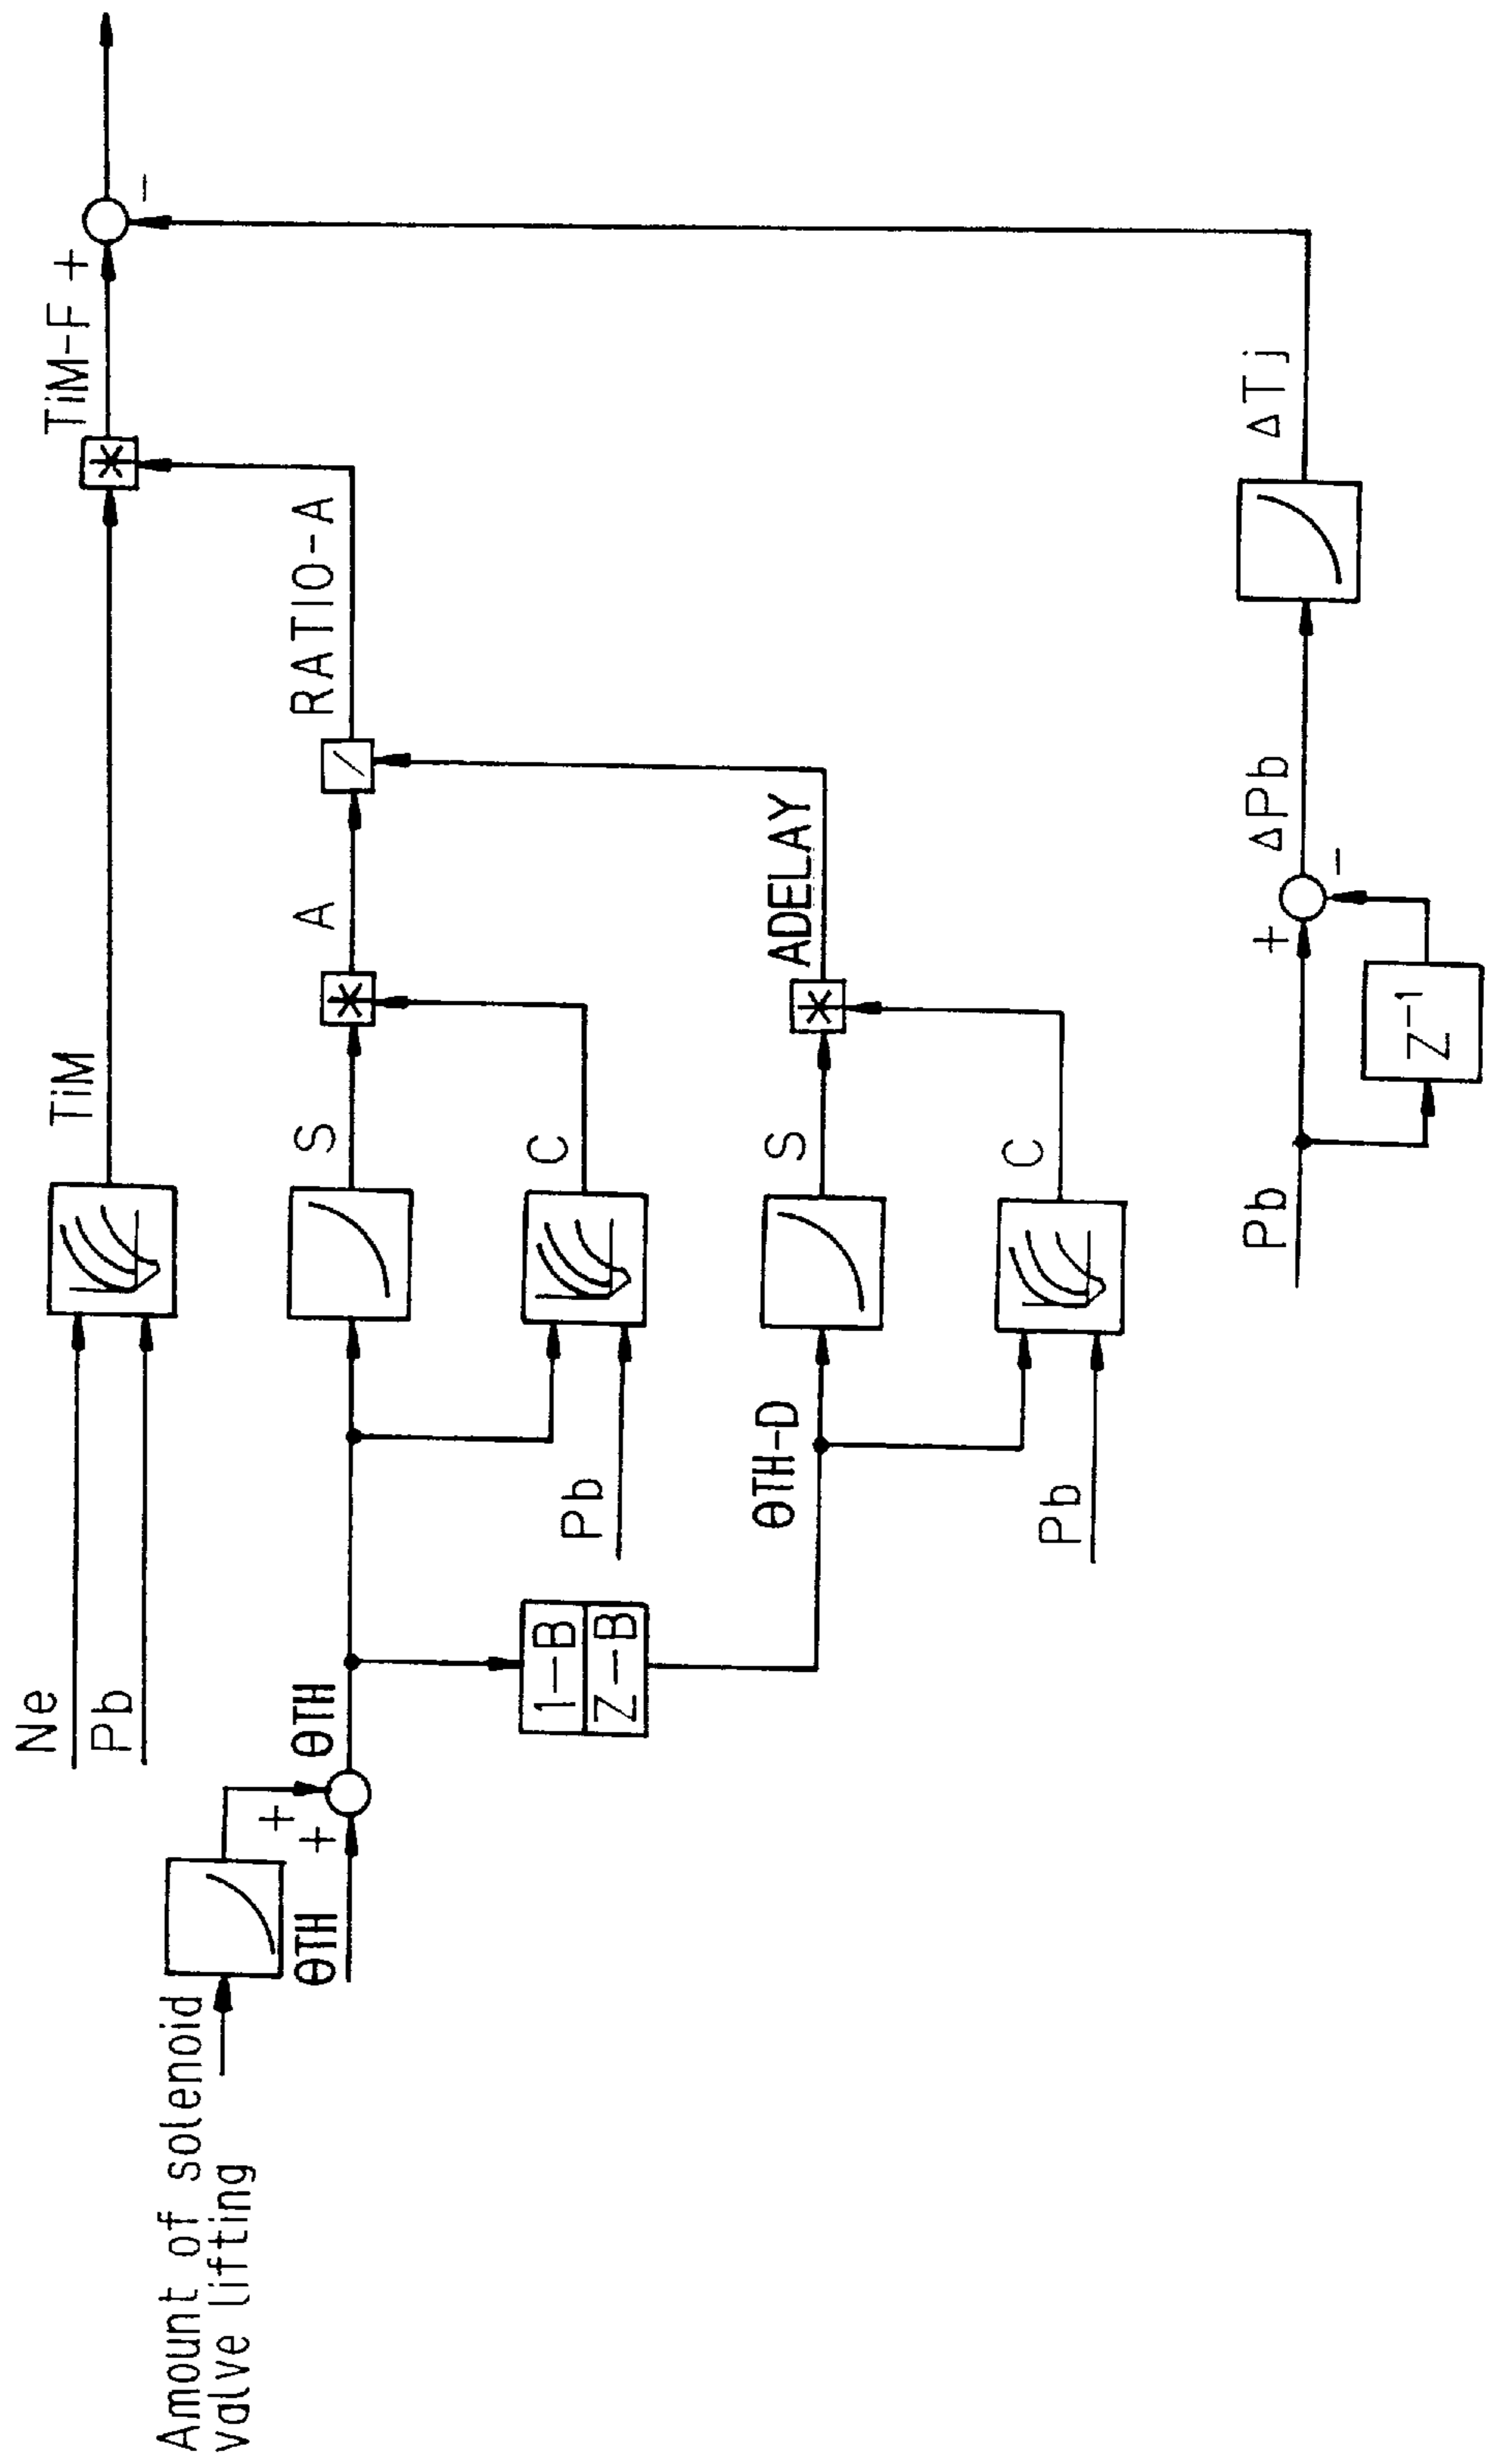 Ne
TiM
TiM-F
+
-
Pb
*
Amount of solenoid
valve lifting
+
+
θTH
θTH
S
*
A
/
RATIO-A
C
Pb
1-B
Z-B
θTH-D
S
*
ADELAY
C
Pb
Pb
+
-
ΔPb
ΔTj
Z⁻¹